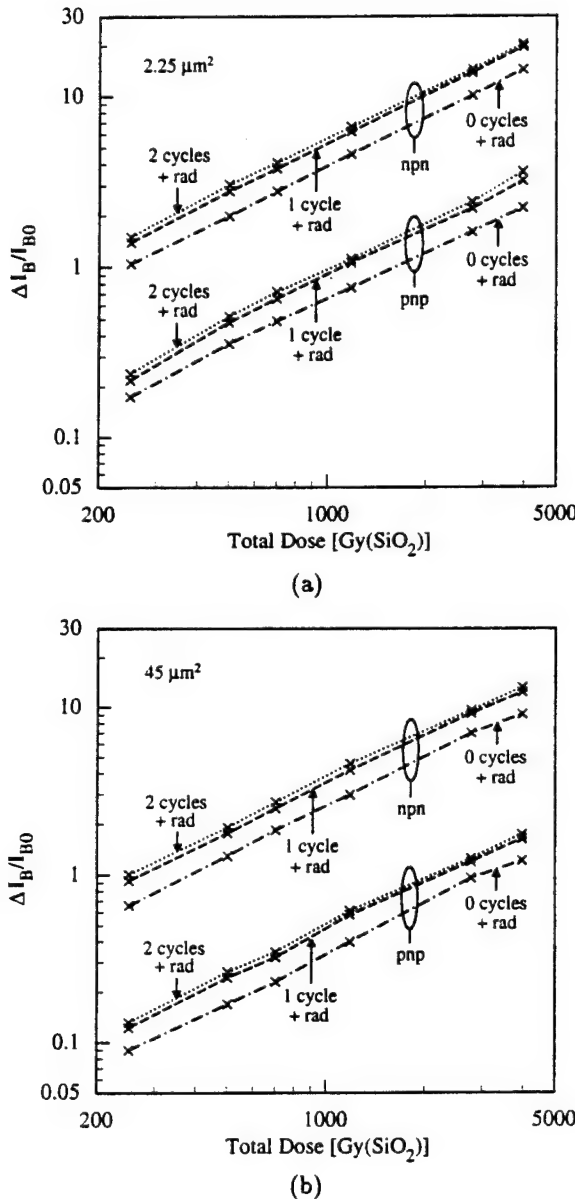 30
2.25 μm²
10
2 cycles
+ rad
0 cycles
+ rad
npn
1 cycle
+ rad
ΔI_B/I_B0
1
2 cycles
+ rad
0 cycles
+ rad
pnp
1 cycle
+ rad
0.1
0.05
200
1000
5000
Total Dose [Gy(SiO₂)]
(a)
30
45 μm²
10
0 cycles
+ rad
2 cycles
+ rad
npn
1 cycle
+ rad
ΔI_B/I_B0
1
0 cycles
+ rad
2 cycles
+ rad
pnp
1 cycle
+ rad
0.1
0.05
200
1000
5000
Total Dose [Gy(SiO₂)]
(b)